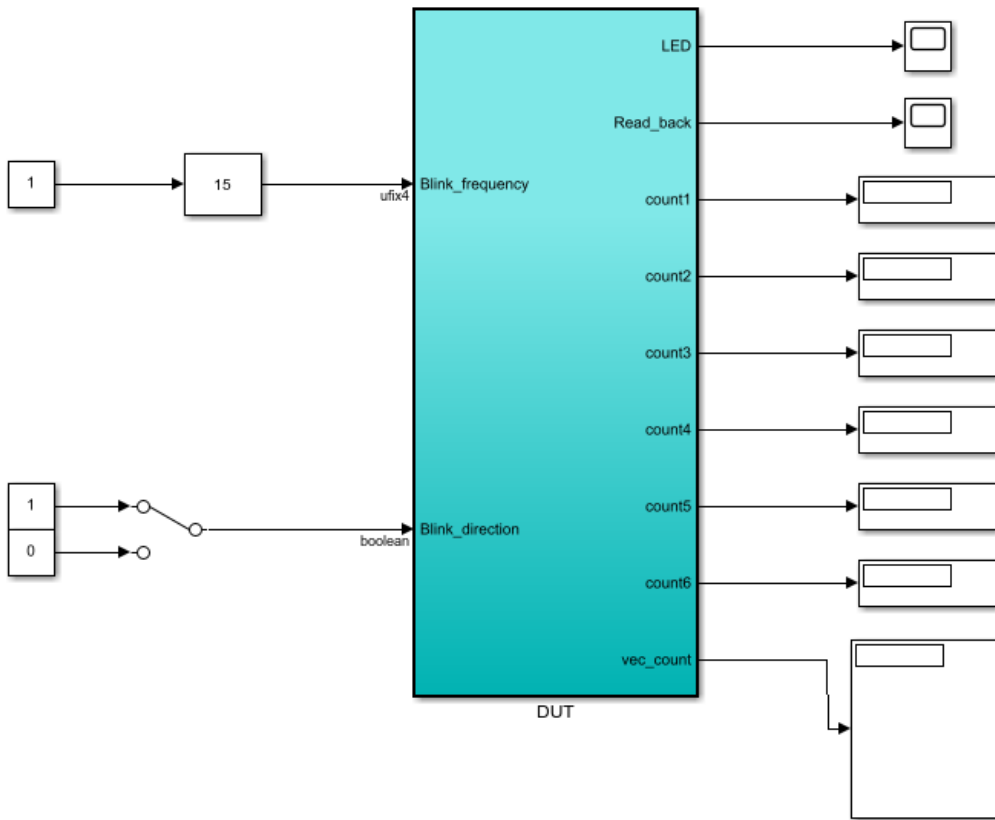 LED
Read_back
1
15
ufix4
Blink_frequency
count1
count2
count3
count4
1
0
boolean
Blink_direction
count5
count6
vec_count
DUT